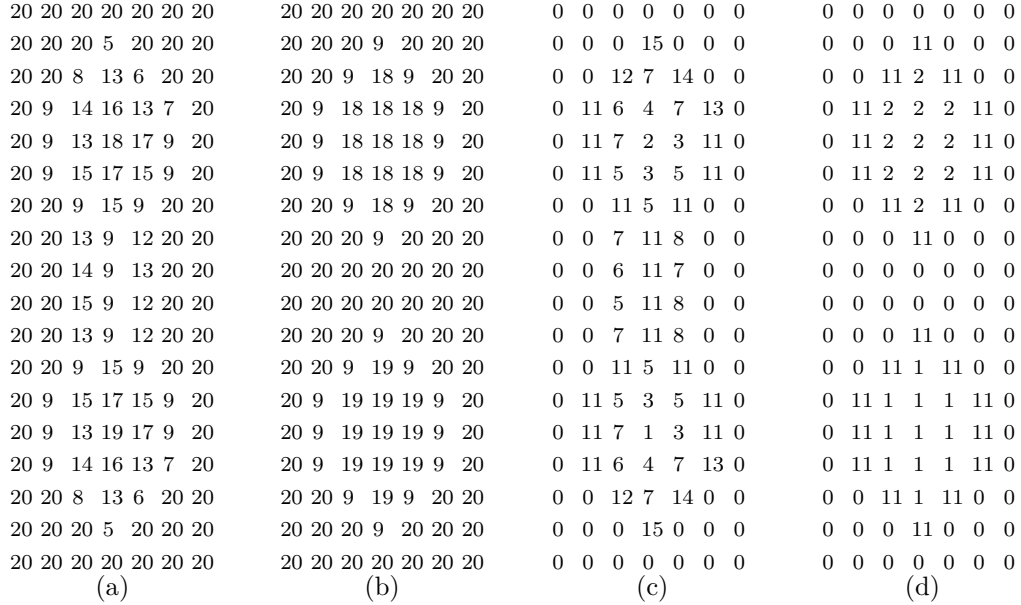 20 20 20 20 20 20 20 20 20 20 20 20 20 20 0 0 0 0 0 0 0 0 0 0 0 0 0 0
20 20 20 5 20 20 20 20 20 20 9 20 20 20 0 0 0 15 0 0 0 0 0 0 11 0 0 0
20 20 8 13 6 20 20 20 20 9 18 9 20 20 0 0 12 7 14 0 0 0 0 11 2 11 0 0
20 9 14 16 13 7 20 20 9 18 18 18 9 20 0 11 6 4 7 13 0 0 11 2 2 2 11 0
20 9 13 18 17 9 20 20 9 18 18 18 9 20 0 11 7 2 3 11 0 0 11 2 2 2 11 0
20 9 15 17 15 9 20 20 9 18 18 18 9 20 0 11 5 3 5 11 0 0 11 2 2 2 11 0
20 20 9 15 9 20 20 20 20 9 18 9 20 20 0 0 11 5 11 0 0 0 0 11 2 11 0 0
20 20 13 9 12 20 20 20 20 20 9 20 20 20 0 0 7 11 8 0 0 0 0 0 11 0 0 0
20 20 14 9 13 20 20 20 20 20 20 20 20 20 0 0 6 11 7 0 0 0 0 0 0 0 0 0
20 20 15 9 12 20 20 20 20 20 20 20 20 20 0 0 5 11 8 0 0 0 0 0 0 0 0 0
20 20 13 9 12 20 20 20 20 20 9 20 20 20 0 0 7 11 8 0 0 0 0 0 11 0 0 0
20 20 9 15 9 20 20 20 20 9 19 9 20 20 0 0 11 5 11 0 0 0 0 11 1 11 0 0
20 9 15 17 15 9 20 20 9 19 19 19 9 20 0 11 5 3 5 11 0 0 11 1 1 1 11 0
20 9 13 19 17 9 20 20 9 19 19 19 9 20 0 11 7 1 3 11 0 0 11 1 1 1 11 0
20 9 14 16 13 7 20 20 9 19 19 19 9 20 0 11 6 4 7 13 0 0 11 1 1 1 11 0
20 20 8 13 6 20 20 20 20 9 19 9 20 20 0 0 12 7 14 0 0 0 0 11 1 11 0 0
20 20 20 5 20 20 20 20 20 20 9 20 20 20 0 0 0 15 0 0 0 0 0 0 11 0 0 0
20 20 20 20 20 20 20 20 20 20 20 20 20 20 0 0 0 0 0 0 0 0 0 0 0 0 0 0
(a) (b) (c) (d)